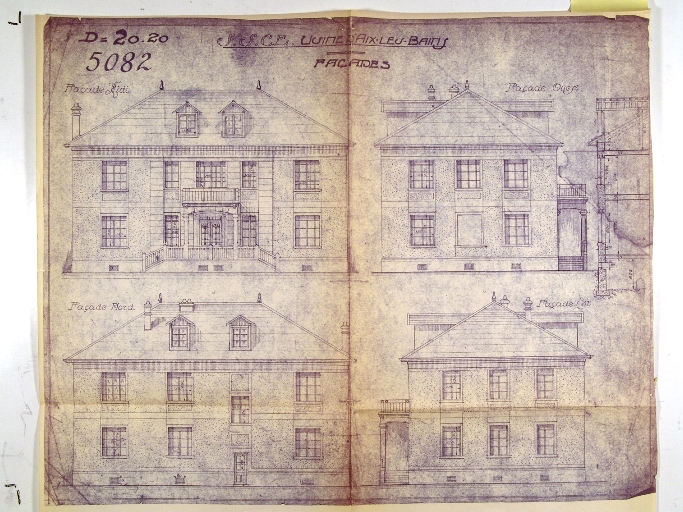 D= 20.20
5082
USINE D'AIX-LES-BAINS
FAÇADES
Façade Midi
Façade Ouest
Façade Nord
Façade Est